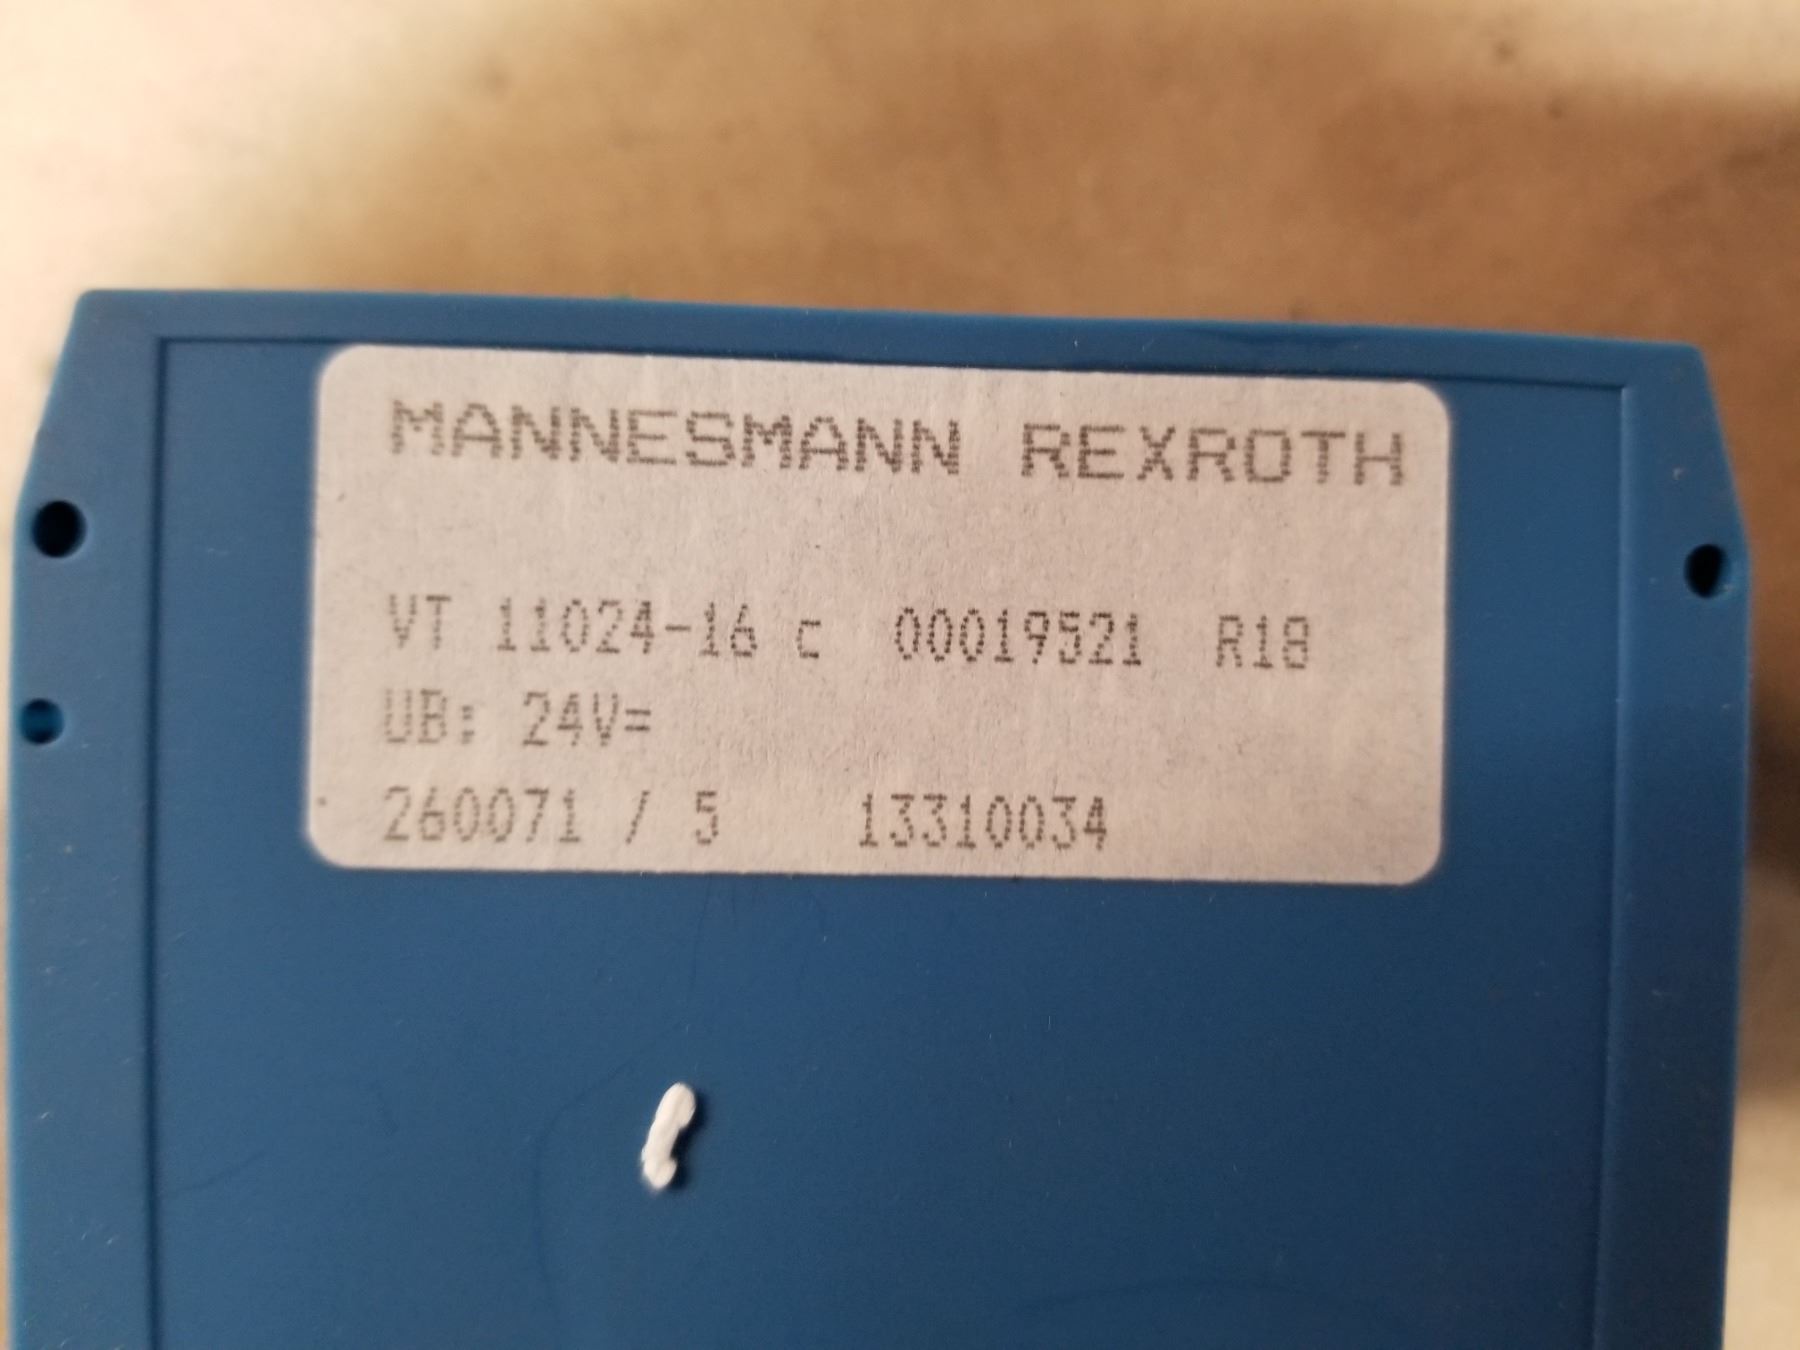 MANNESMANN REXROTH
VT 11024-16 c 00019521 R18
UB: 24V=
260071 / 5 13310034